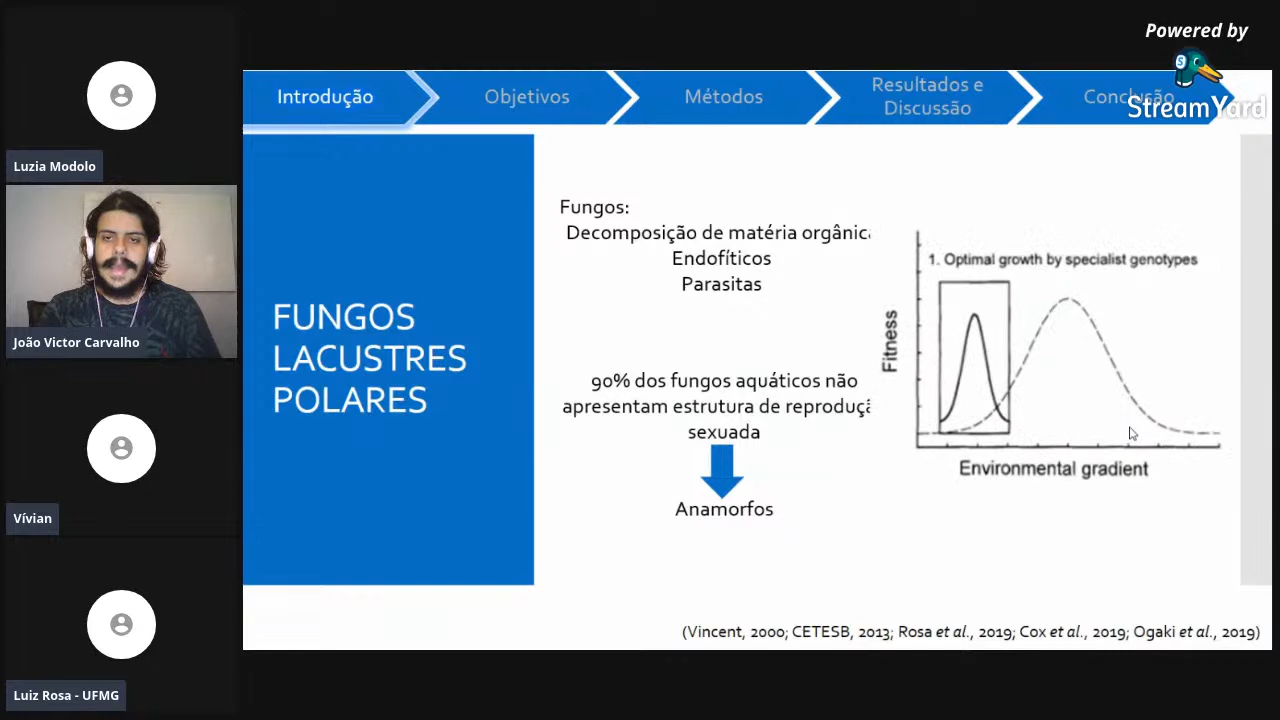 Powered by
StreamYard
Introdução
Objetivos
Métodos
Resultados e
Discussão
Conclusão
Luzia Modolo
João Victor Carvalho
Vívian
Luiz Rosa - UFMG
FUNGOS
LACUSTRES
POLARES
Fungos:
Decomposição de matéria orgânica
Endofíticos
Parasitas
90% dos fungos aquáticos não
apresentam estrutura de reproduçã
sexuada
Anamorfos
1. Optimal growth by specialist genotypes
Fitness
Environmental gradient
(Vincent, 2000; CETESB, 2013; Rosa et al., 2019; Cox et al., 2019; Ogaki et al., 2019)